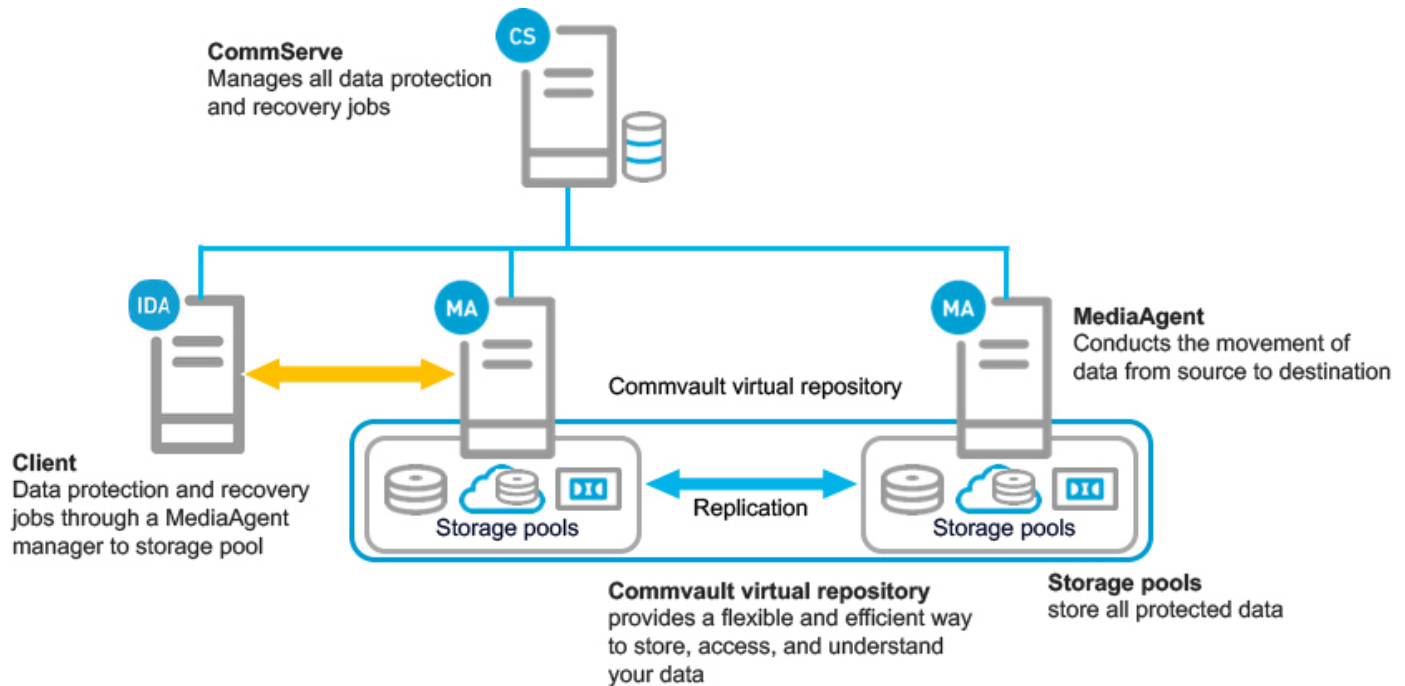 CS
CommServe
Manages all data protection
and recovery jobs
IDA
MA
MA
MediaAgent
Conducts the movement of
data from source to destination
Commvault virtual repository
Client
Data protection and recovery
jobs through a MediaAgent
manager to storage pool
Storage pools
Replication
Storage pools
Commvault virtual repository
provides a flexible and efficient way
to store, access, and understand
your data
Storage pools
store all protected data